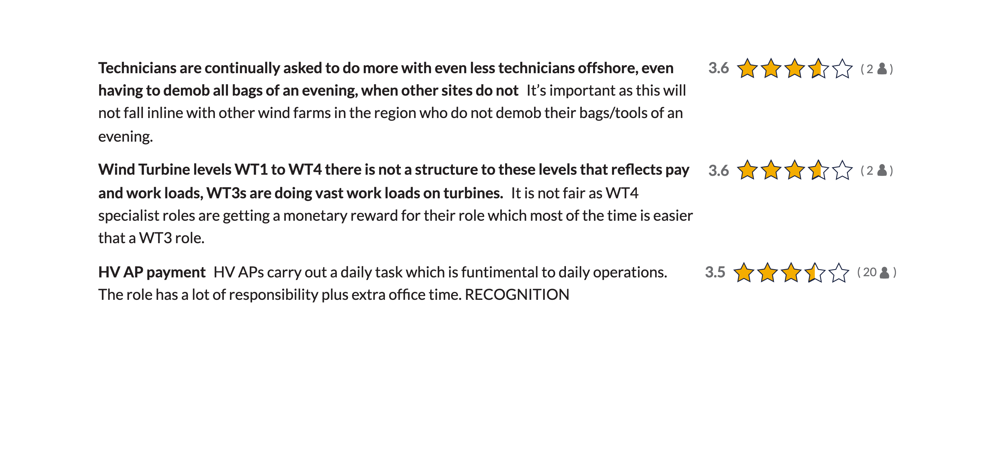 Technicians are continually asked to do more with even less technicians offshore, even 3.6 (2)
having to demob all bags of an evening, when other sites do not It’s important as this will
not fall inline with other wind farms in the region who do not demob their bags/tools of an
evening.
Wind Turbine levels WT1 to WT4 there is not a structure to these levels that reflects pay 3.6 (2)
and work loads, WT3s are doing vast work loads on turbines. It is not fair as WT4
specialist roles are getting a monetary reward for their role which most of the time is easier
that a WT3 role.
HV AP payment HV APs carry out a daily task which is funtimental to daily operations. 3.5 (20)
The role has a lot of responsibility plus extra office time. RECOGNITION